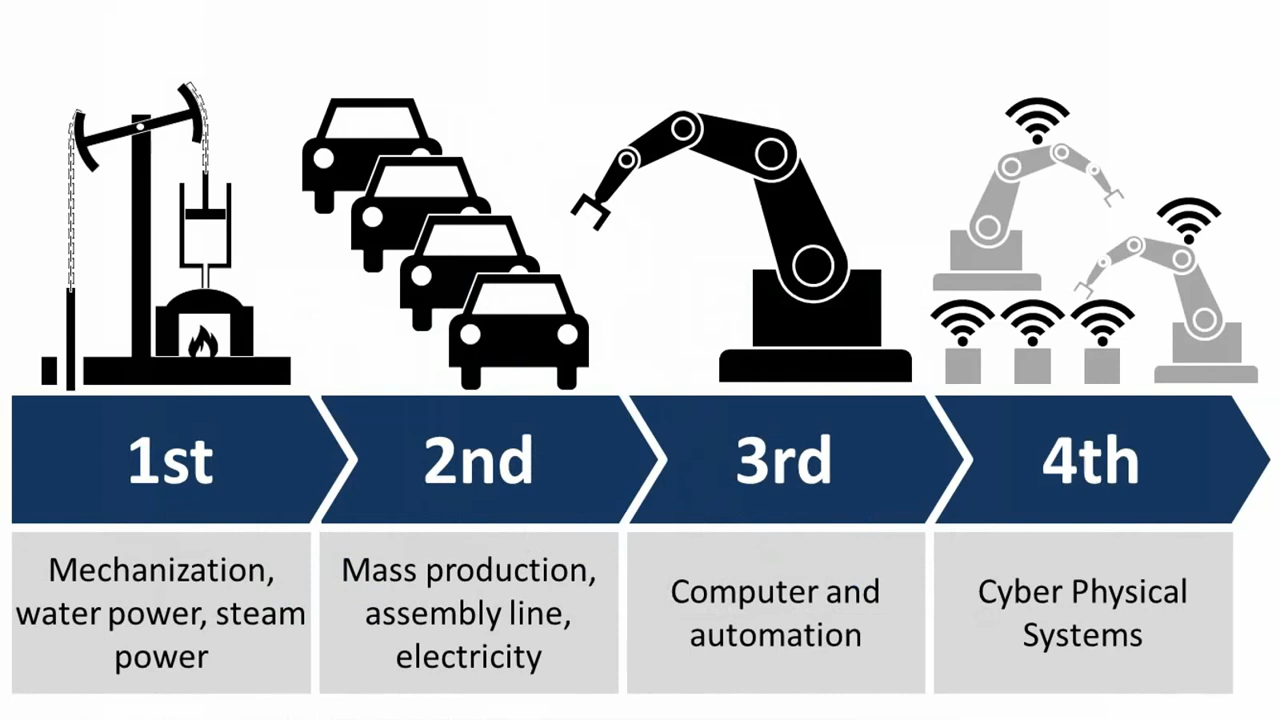 1st
2nd
3rd
4th
Mechanization,
water power, steam
power
Mass production,
assembly line,
electricity
Computer and
automation
Cyber Physical
Systems